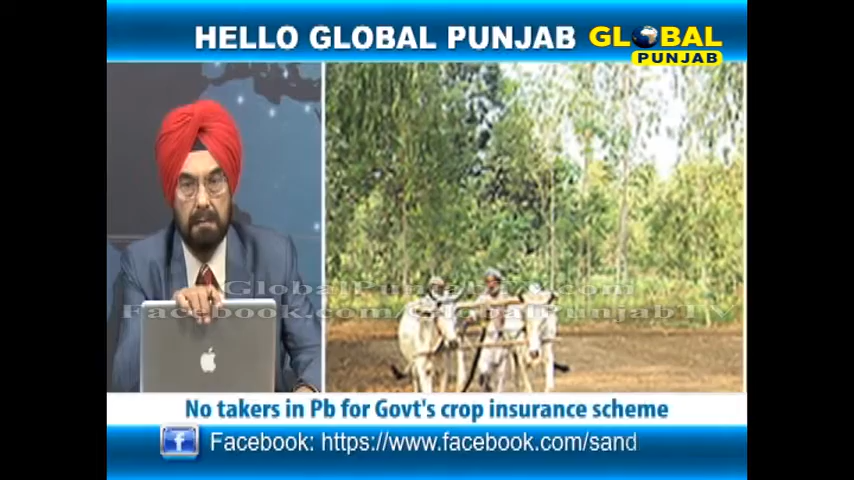 HELLO GLOBAL PUNJAB
GLOBAL
PUNJAB
GlobalPunjabTv.com
Facebook.com/GlobalPunjabTv
No takers in Pb for Govt's crop insurance scheme
Facebook: https://www.facebook.com/sand